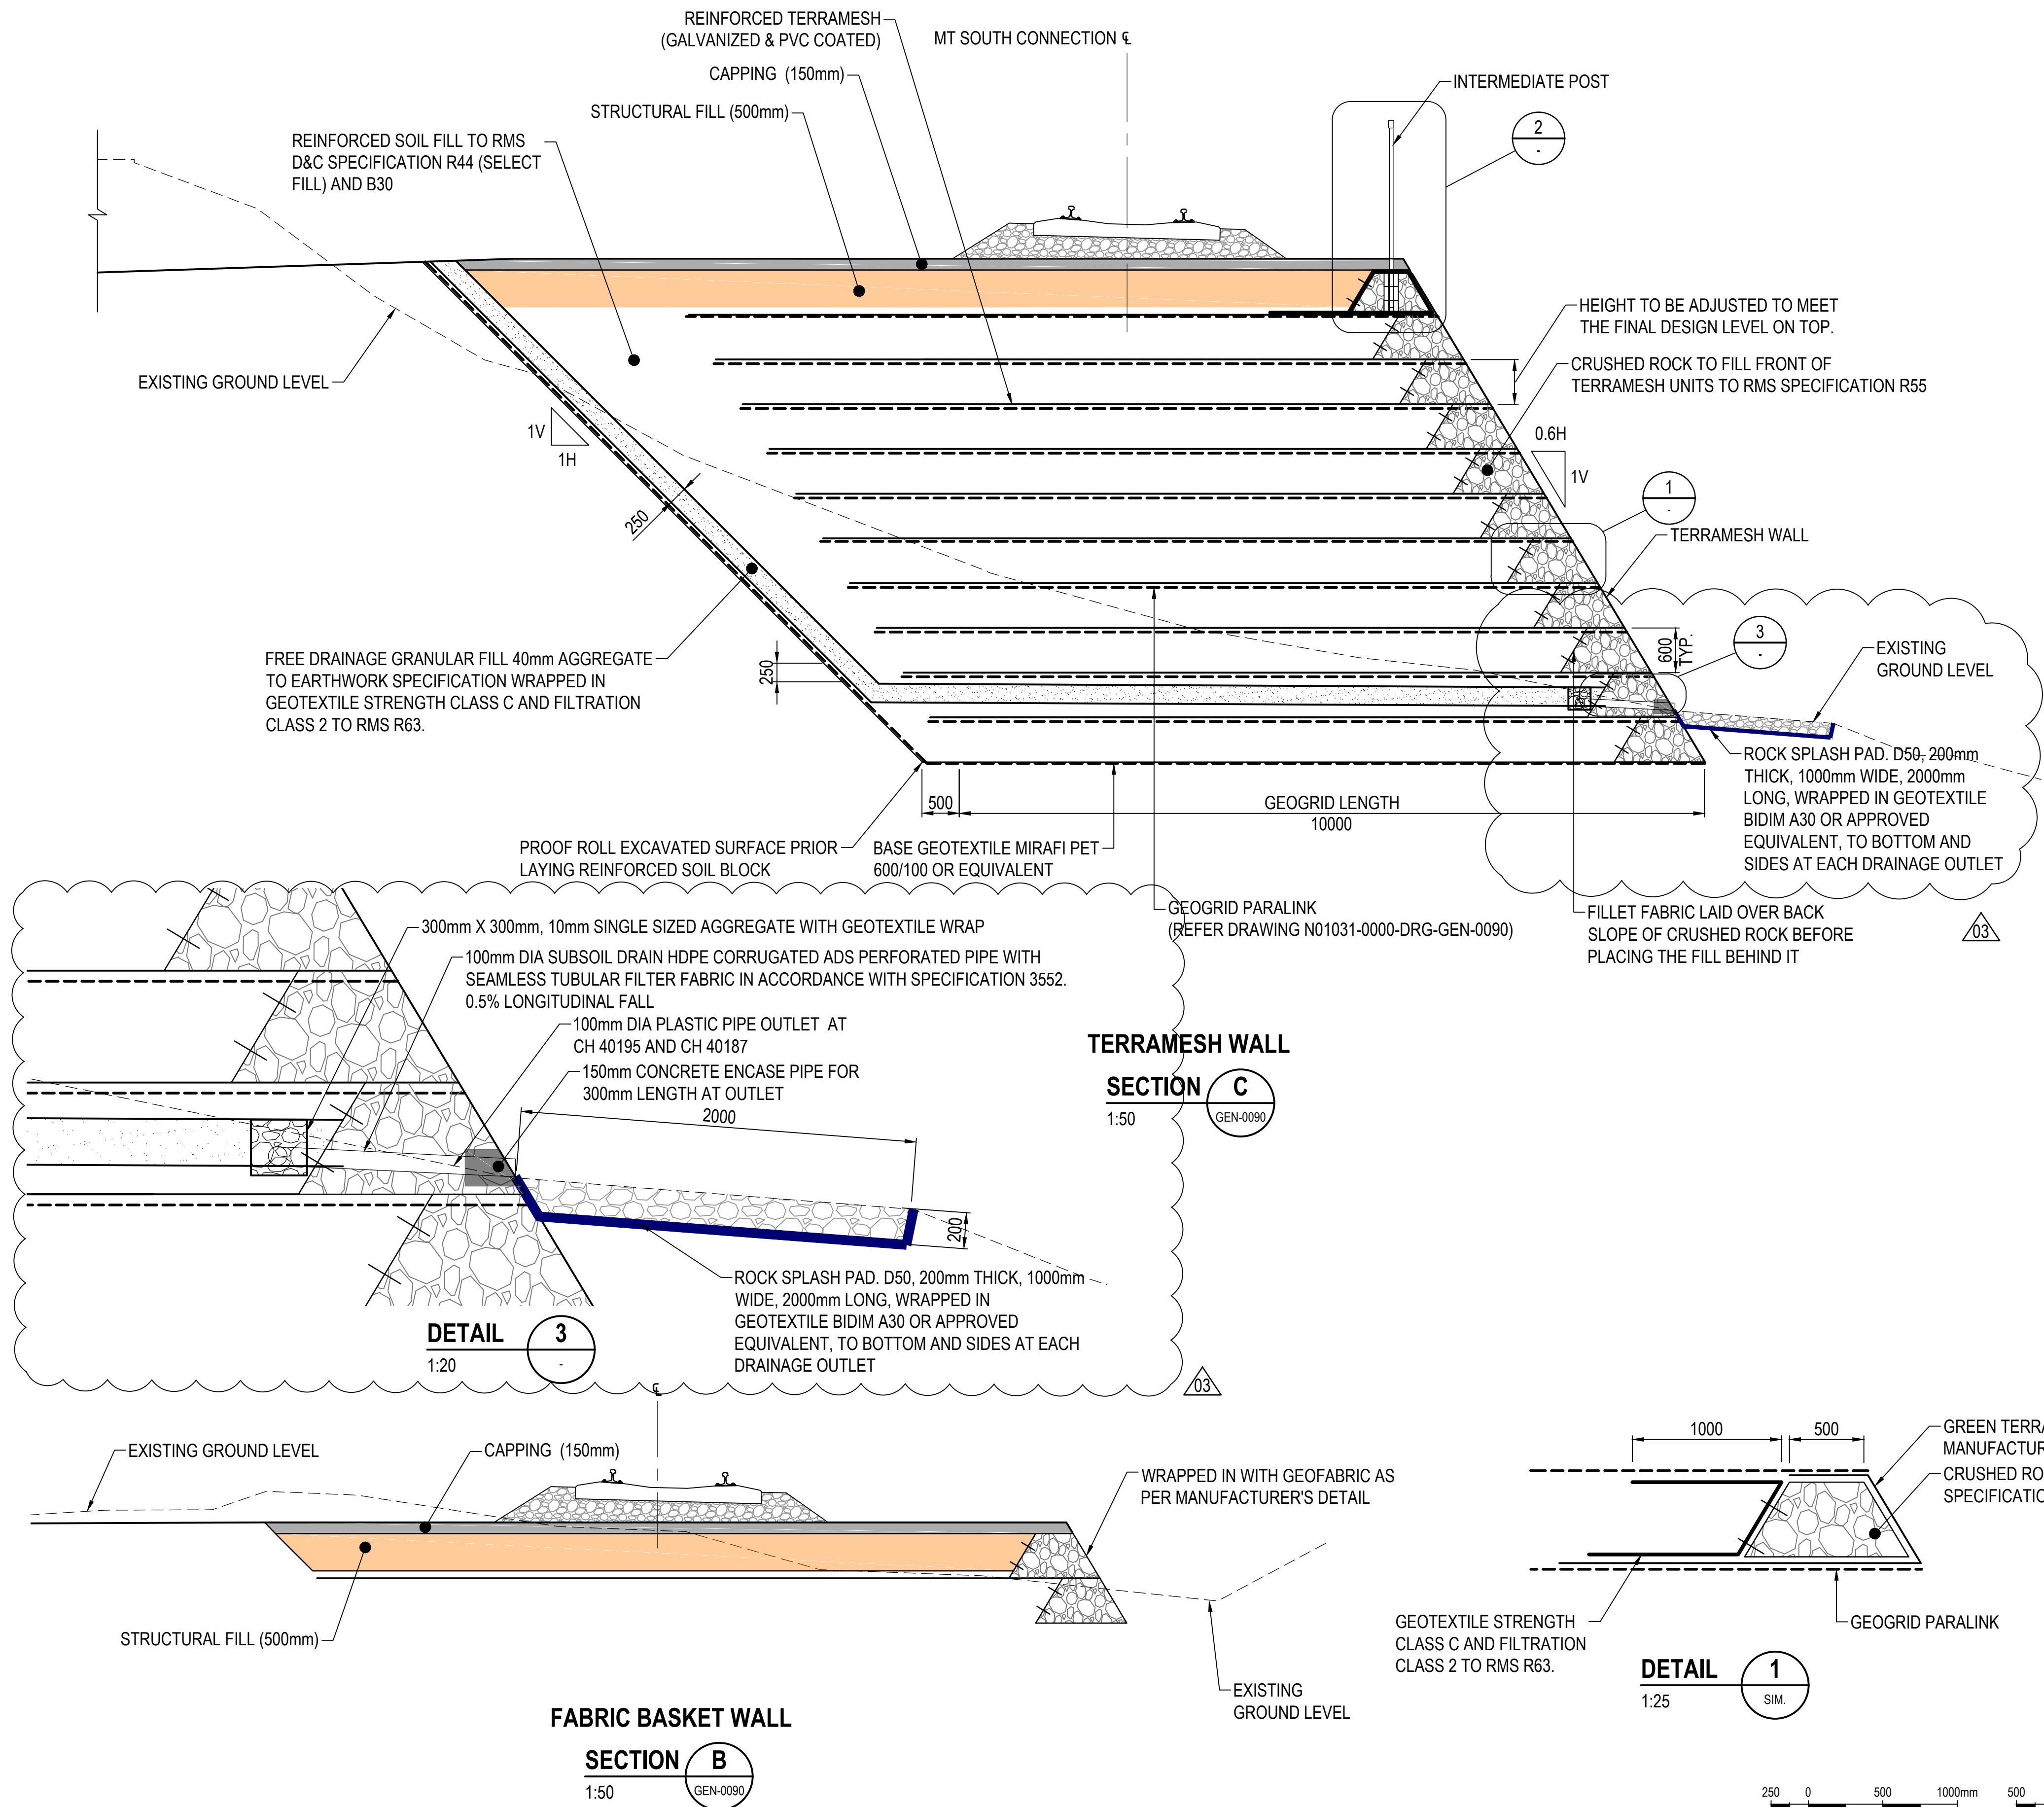 REINFORCED TERRAMESH
(GALVANIZED & PVC COATED)
MT SOUTH CONNECTION ℄
CAPPING (150mm)
STRUCTURAL FILL (500mm)
INTERMEDIATE POST
2
-
REINFORCED SOIL FILL TO RMS
D&C SPECIFICATION R44 (SELECT
FILL) AND B30
EXISTING GROUND LEVEL
1V
1H
HEIGHT TO BE ADJUSTED TO MEET
THE FINAL DESIGN LEVEL ON TOP.
CRUSHED ROCK TO FILL FRONT OF
TERRAMESH UNITS TO RMS SPECIFICATION R55
0.6H
1V
1
-
TERRAMESH WALL
250
FREE DRAINAGE GRANULAR FILL 40mm AGGREGATE
TO EARTHWORK SPECIFICATION WRAPPED IN
GEOTEXTILE STRENGTH CLASS C AND FILTRATION
CLASS 2 TO RMS R63.
250
600
TYP.
3
-
EXISTING
GROUND LEVEL
ROCK SPLASH PAD. D50, 200mm
THICK, 1000mm WIDE, 2000mm
LONG, WRAPPED IN GEOTEXTILE
BIDIM A30 OR APPROVED
EQUIVALENT, TO BOTTOM AND
SIDES AT EACH DRAINAGE OUTLET
500
GEOGRID LENGTH
10000
PROOF ROLL EXCAVATED SURFACE PRIOR
LAYING REINFORCED SOIL BLOCK
BASE GEOTEXTILE MIRAFI PET
600/100 OR EQUIVALENT
GEOGRID PARALINK
(REFER DRAWING N01031-0000-DRG-GEN-0090)
FILLET FABRIC LAID OVER BACK
SLOPE OF CRUSHED ROCK BEFORE
PLACING THE FILL BEHIND IT
03
300mm X 300mm, 10mm SINGLE SIZED AGGREGATE WITH GEOTEXTILE WRAP
100mm DIA SUBSOIL DRAIN HDPE CORRUGATED ADS PERFORATED PIPE WITH
SEAMLESS TUBULAR FILTER FABRIC IN ACCORDANCE WITH SPECIFICATION 3552.
0.5% LONGITUDINAL FALL
100mm DIA PLASTIC PIPE OUTLET AT
CH 40195 AND CH 40187
150mm CONCRETE ENCASE PIPE FOR
300mm LENGTH AT OUTLET
2000
200
ROCK SPLASH PAD. D50, 200mm THICK, 1000mm
WIDE, 2000mm LONG, WRAPPED IN
GEOTEXTILE BIDIM A30 OR APPROVED
EQUIVALENT, TO BOTTOM AND SIDES AT EACH
DRAINAGE OUTLET
DETAIL
3
-
1:20
03
TERRAMESH WALL
SECTION
C
GEN-0090
1:50
℄
EXISTING GROUND LEVEL
CAPPING (150mm)
WRAPPED IN WITH GEOFABRIC AS
PER MANUFACTURER'S DETAIL
STRUCTURAL FILL (500mm)
EXISTING
GROUND LEVEL
FABRIC BASKET WALL
SECTION
B
GEN-0090
1:50
1000
500
GREEN TERRA
MANUFACTUR
CRUSHED RO
SPECIFICATIO
GEOTEXTILE STRENGTH
CLASS C AND FILTRATION
CLASS 2 TO RMS R63.
GEOGRID PARALINK
DETAIL
1
SIM.
1:25
250 0 500 1000mm 500